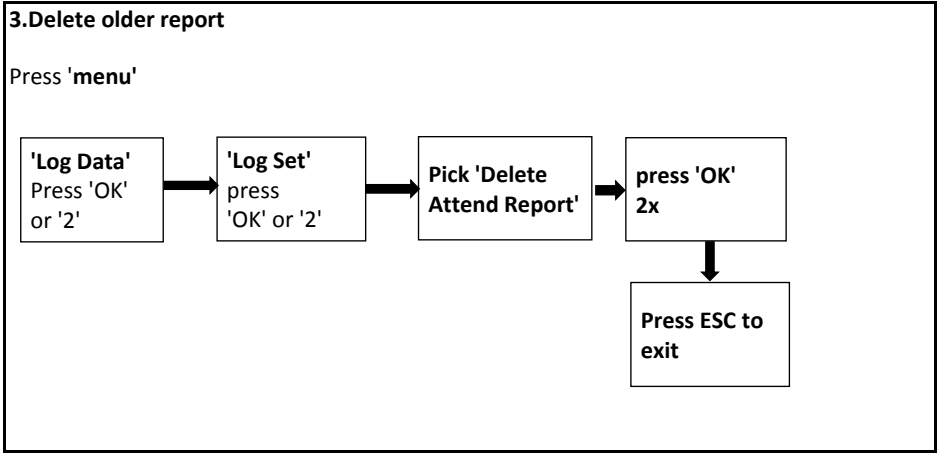 3.Delete older report
Press 'menu'
'Log Data'
Press 'OK'
or '2'
'Log Set'
press
'OK' or '2'
Pick 'Delete
Attend Report'
press 'OK'
2x
Press ESC to
exit